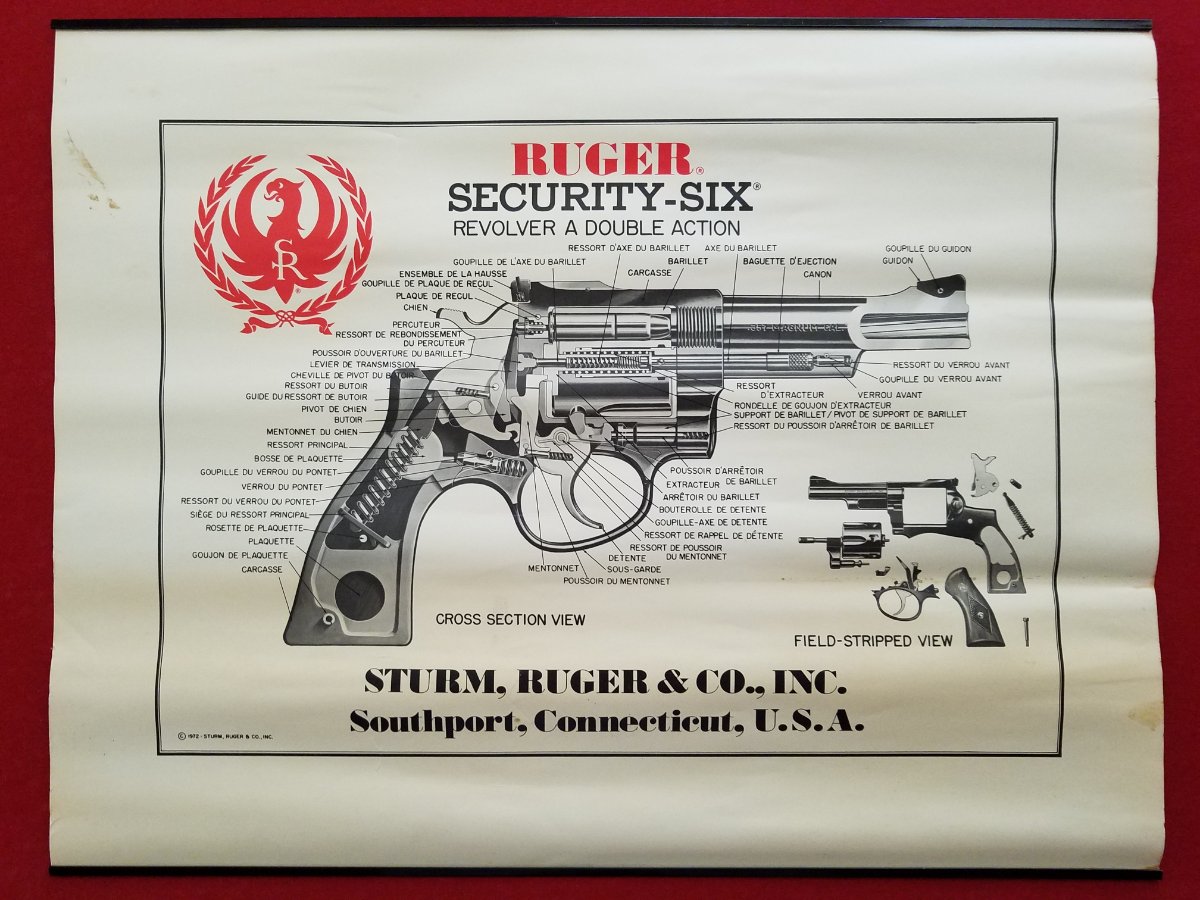 RUGER®
SECURITY-SIX®
REVOLVER A DOUBLE ACTION
RESSORT D'AXE DU BARILLET
AXE DU BARILLET
GOUPILLE DU GUIDON
GOUPILLE DE L'AXE DU BARILLET
BARILLET
BAGUETTE D'EJECTION
GUIDON
ENSEMBLE DE LA HAUSSE
CARCASSE
CANON
GOUPILLE DE PLAQUE DE RECUL
PLAQUE DE RECUL
CHIEN
PERCUTEUR
RESSORT DE REBONDISSEMENT
DU PERCUTEUR
POUSSOIR D'OUVERTURE DU BARILLET
LEVIER DE TRANSMISSION
CHEVILLE DE PIVOT DU BUTOIR
RESSORT DU BUTOIR
GUIDE DU RESSORT DE BUTOIR
PIVOT DE CHIEN
BUTOIR
MENTONNET DU CHIEN
RESSORT PRINCIPAL
BOSSE DE PLAQUETTE
GOUPILLE DU VERROU DU PONTET
VERROU DU PONTET
RESSORT DU VERROU DU PONTET
SIÈGE DU RESSORT PRINCIPAL
ROSETTE DE PLAQUETTE
PLAQUETTE
GOUJON DE PLAQUETTE
CARCASSE
.357 MAGNUM CAL.
RESSORT DU VERROU AVANT
GOUPILLE DU VERROU AVANT
RESSORT
D'EXTRACTEUR
VERROU AVANT
RONDELLE DE GOUJON D'EXTRACTEUR
SUPPORT DE BARILLET/PIVOT DE SUPPORT DE BARILLET
RESSORT DU POUSSOIR D'ARRÊTOIR DE BARILLET
POUSSOIR D'ARRÊTOIR
DE BARILLET
EXTRACTEUR
ARRÊTOIR DU BARILLET
BOUTEROLLE DE DETENTE
GOUPILLE-AXE DE DETENTE
RESSORT DE RAPPEL DE DÉTENTE
RESSORT DE POUSSOIR
DU MENTONNET
DETENTE
MENTONNET
SOUS-GARDE
POUSSOIR DU MENTONNET
CROSS SECTION VIEW
FIELD-STRIPPED VIEW
STURM, RUGER & CO., INC.
Southport, Connecticut, U.S.A.
© 1972 - STURM, RUGER & CO., INC.
SR®